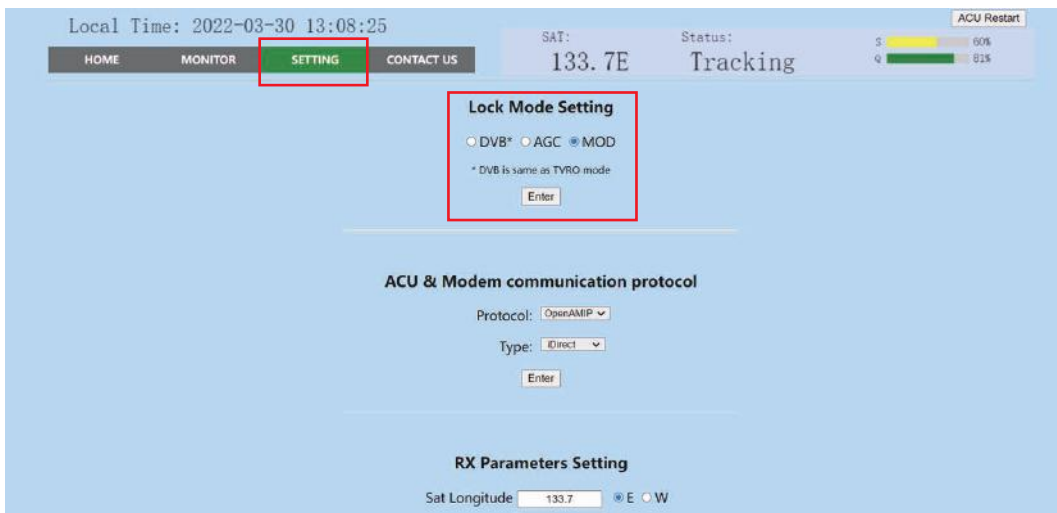 Local Time: 2022-03-30 13:08:25
ACU Restart
HOME MONITOR SETTING CONTACT US
SAT: Status:
133.7E Tracking
S 60%
Q 81%
Lock Mode Setting
DVB* AGC MOD
* DVB is same as TVRO mode
Enter
ACU & Modem communication protocol
Protocol: OpenAMIP
Type: iDirect
Enter
RX Parameters Setting
Sat Longitude 133.7 E W